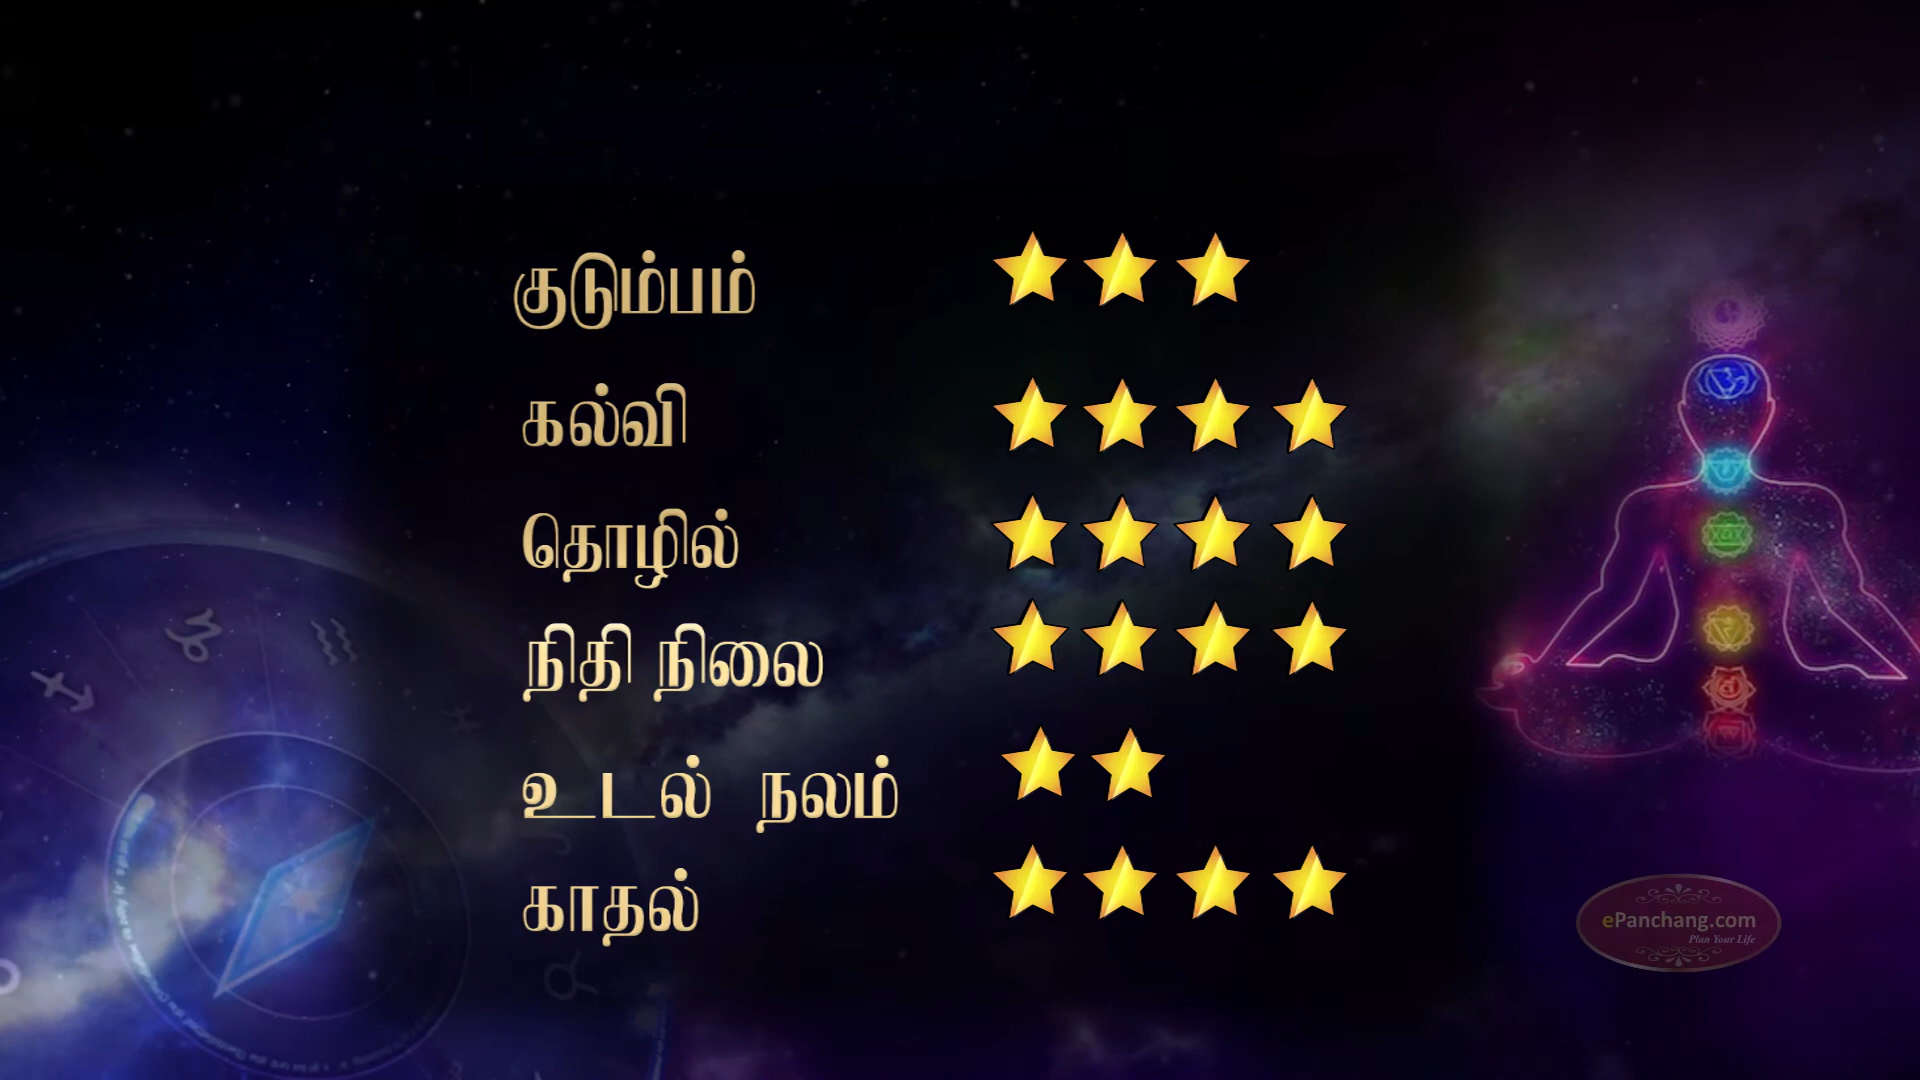 குடும்பம்
கல்வி
தொழில்
நிதி நிலை
உடல் நலம்
காதல்
ePanchang.com
Plan Your Life